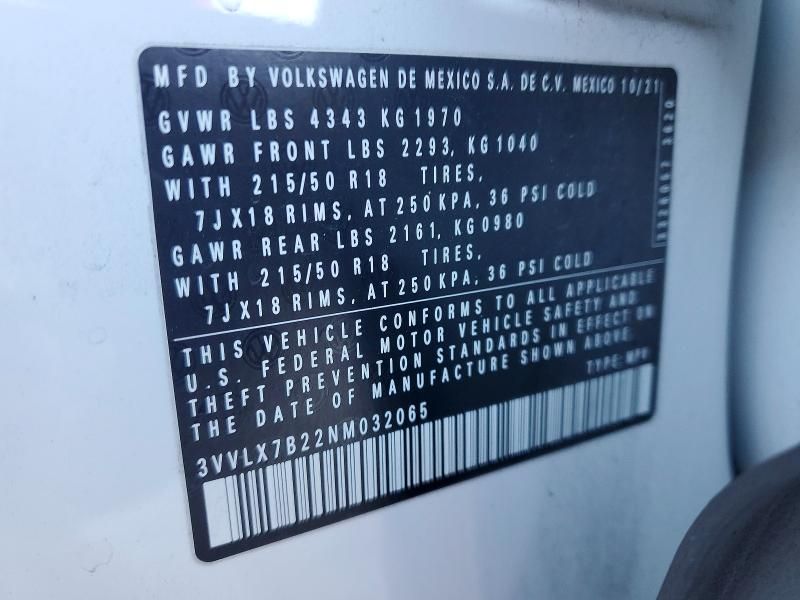 MFD BY VOLKSWAGEN DE MEXICO S.A. DE C.V. MEXICO 10/21
GVWR LBS 4343 KG 1970
GAWR FRONT LBS 2293, KG 1040
WITH 215/50 R18 TIRES,
7JX18 RIMS, AT 250 KPA, 36 PSI COLD
GAWR REAR LBS 2161, KG 0980
WITH 215/50 R18 TIRES,
7JX18 RIMS, AT 250 KPA, 36 PSI COLD
THIS VEHICLE CONFORMS TO ALL APPLICABLE
U.S. FEDERAL MOTOR VEHICLE SAFETY AND
THEFT PREVENTION STANDARDS IN EFFECT ON
THE DATE OF MANUFACTURE SHOWN ABOVE.
TYPE: MPV
3VVLX7B22NM032065